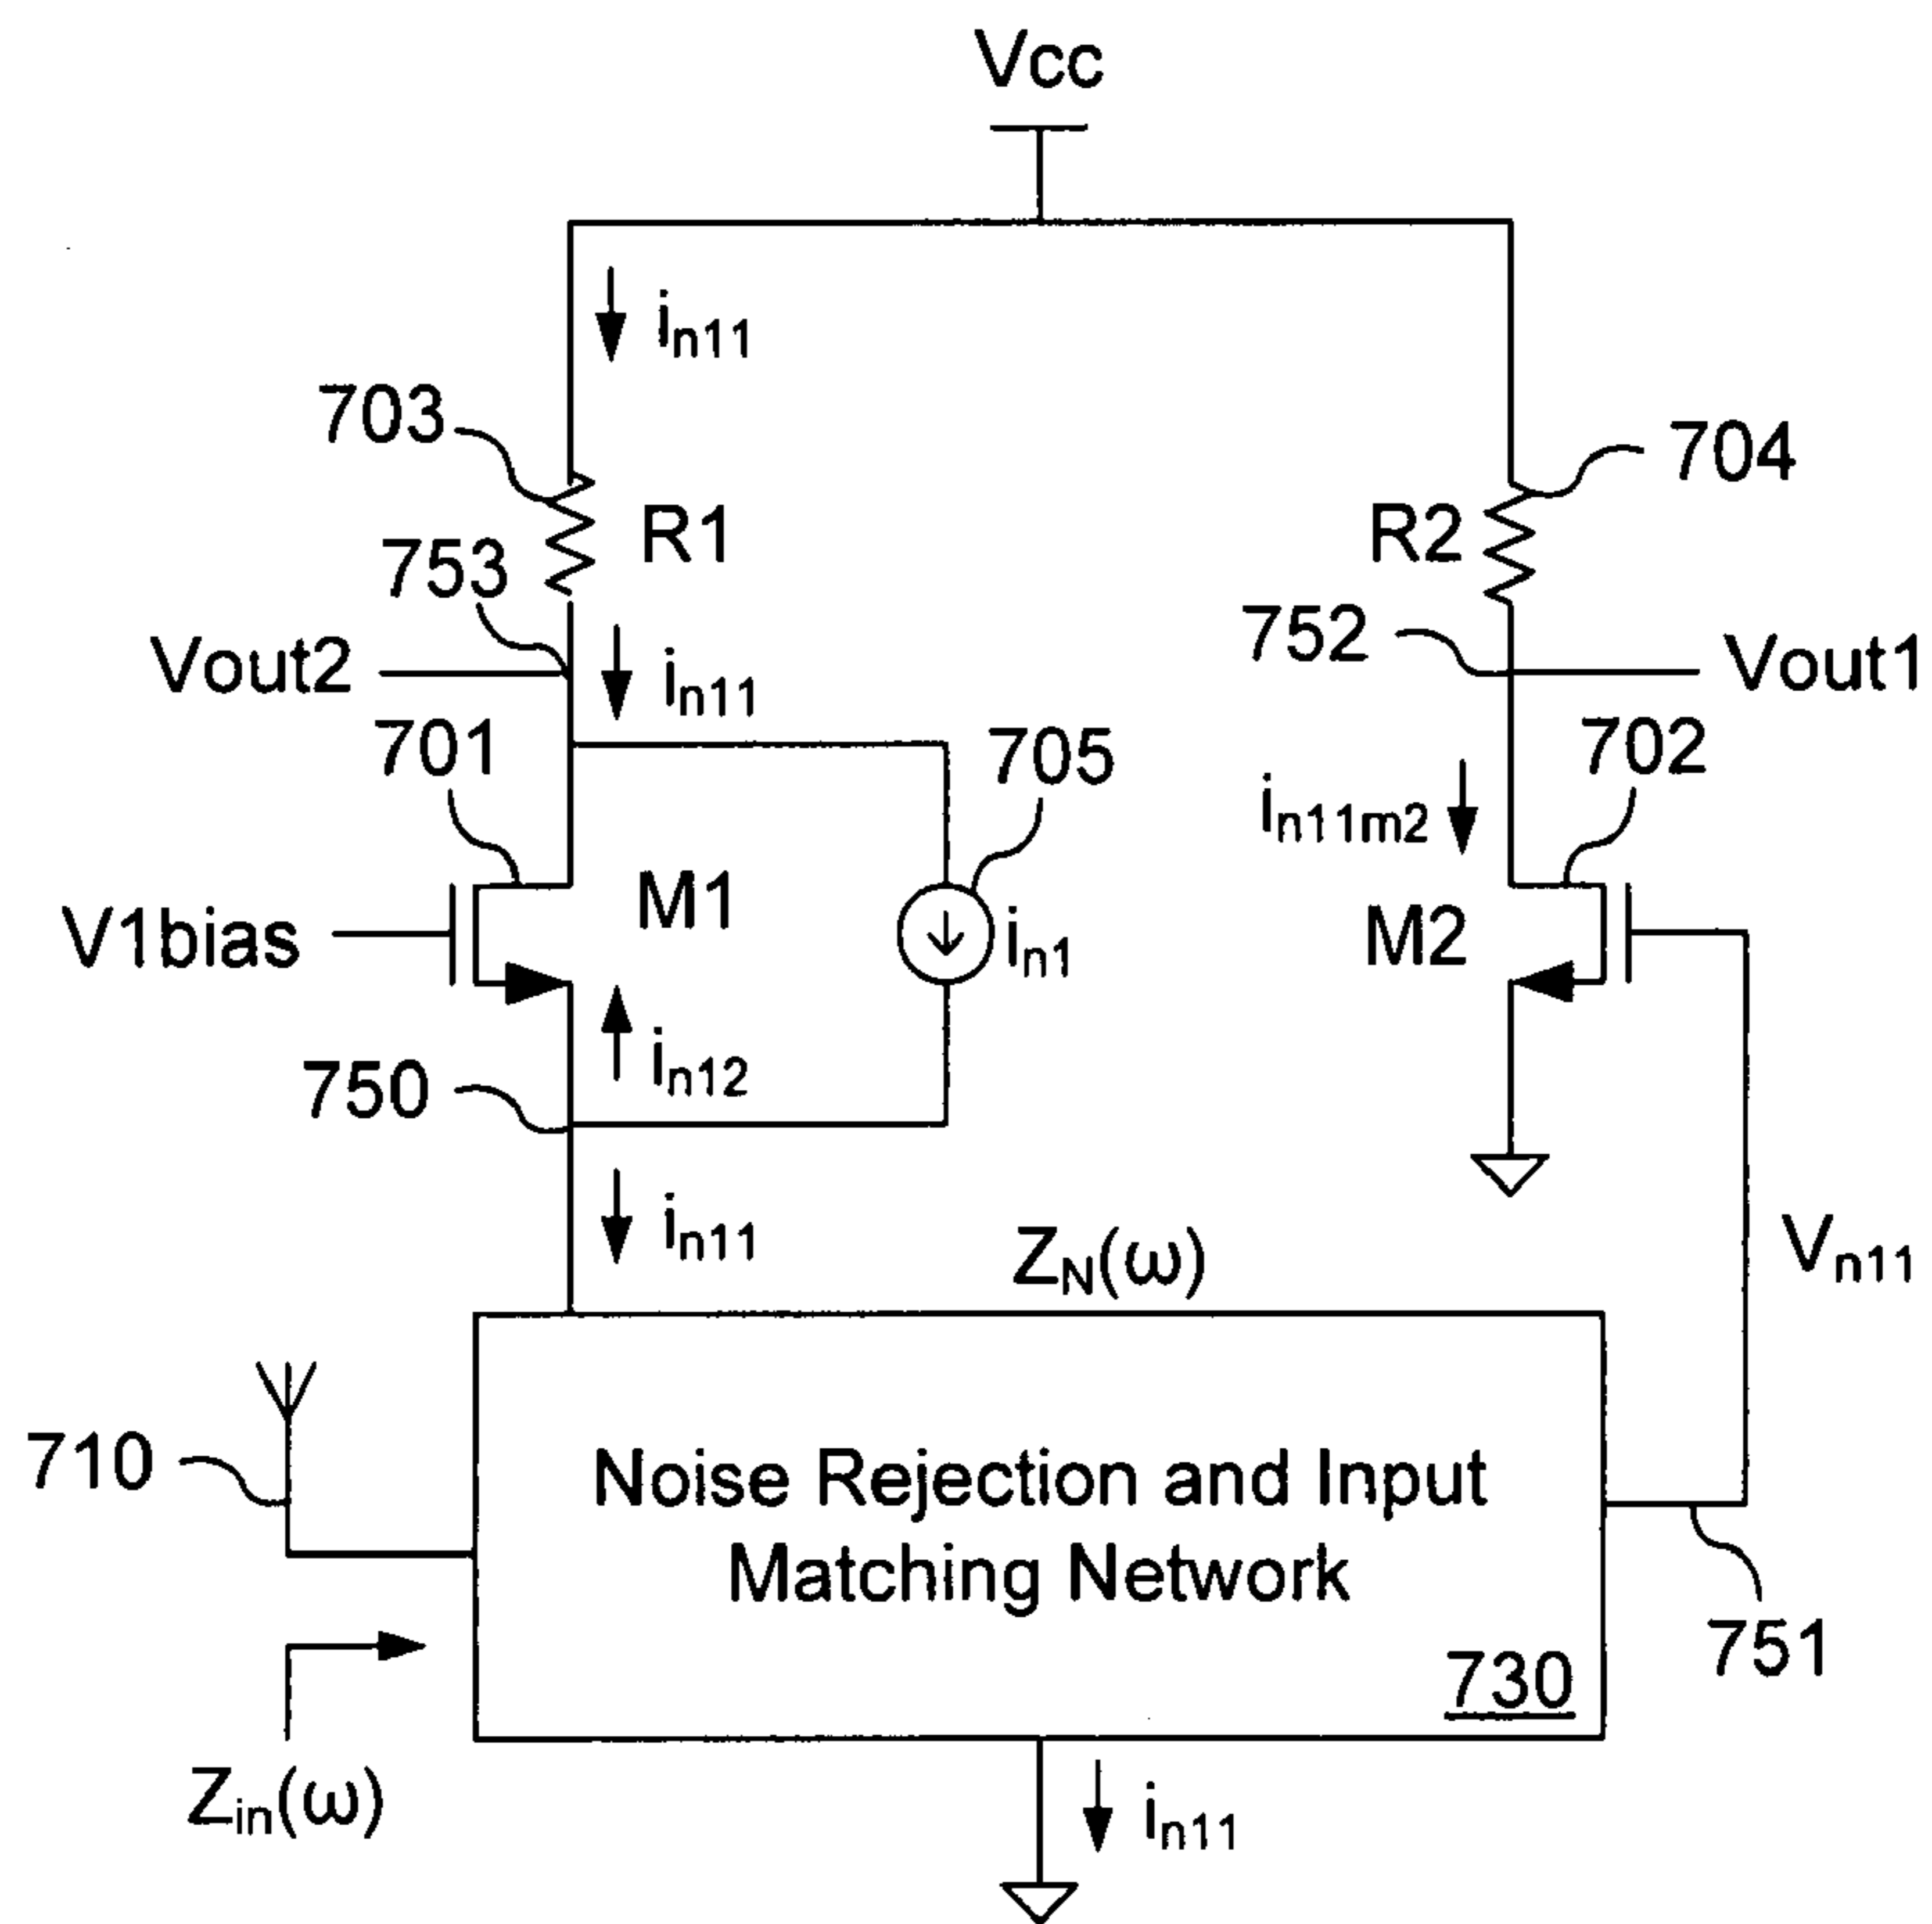 Vcc
i_n11
703
704
R1
R2
753
752
Vout2
i_n11
Vout1
701
705
702
i_n11m2
V1bias
M1
i_n1
M2
750
i_n12
i_n11
Z_N(ω)
V_n11
710
Noise Rejection and Input
Matching Network
730
751
Z_in(ω)
i_n11